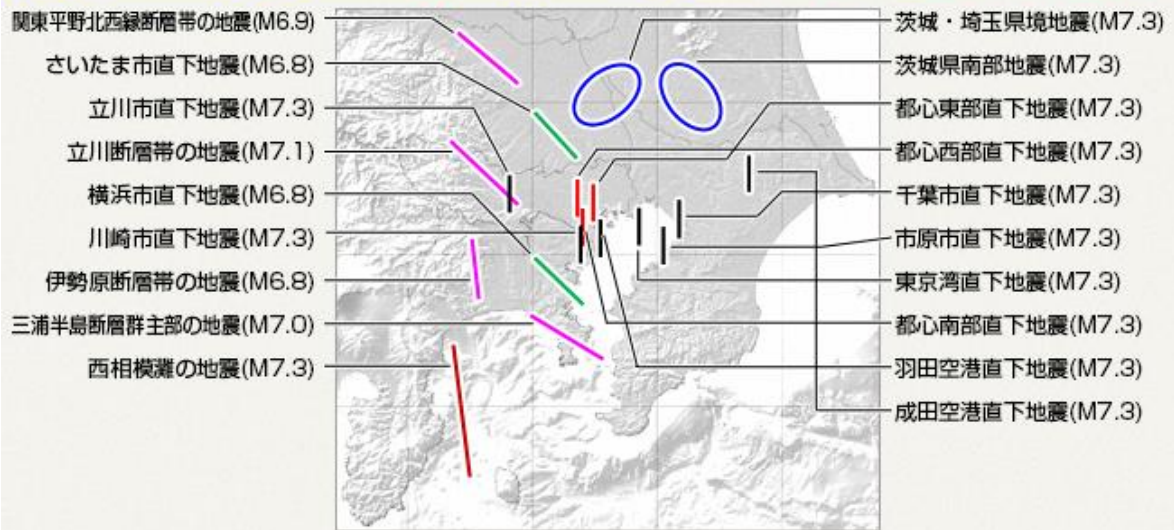 関東平野北西縁断層帯の地震(M6.9)
さいたま市直下地震(M6.8)
立川市直下地震(M7.3)
立川断層帯の地震(M7.1)
横浜市直下地震(M6.8)
川崎市直下地震(M7.3)
伊勢原断層帯の地震(M6.8)
三浦半島断層群主部の地震(M7.0)
西相模灘の地震(M7.3)
茨城・埼玉県境地震(M7.3)
茨城県南部地震(M7.3)
都心東部直下地震(M7.3)
都心西部直下地震(M7.3)
千葉市直下地震(M7.3)
市原市直下地震(M7.3)
東京湾直下地震(M7.3)
都心南部直下地震(M7.3)
羽田空港直下地震(M7.3)
成田空港直下地震(M7.3)